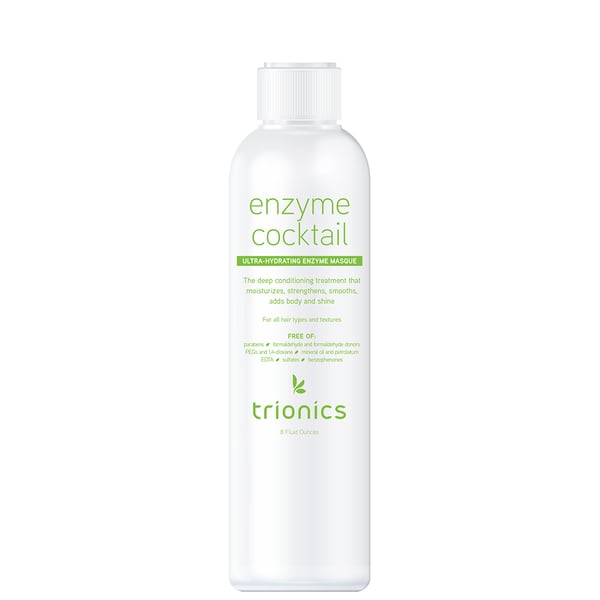 enzyme
cocktail
ULTRA-HYDRATING ENZYME MASQUE
The deep conditioning treatment that
moisturizes, strengthens, smooths,
adds body and shine
For all hair types and textures
FREE OF:
parabens formaldehyde and formaldehyde donors
PEGs and 1,4-dioxane mineral oil and petrolatum
EDTA sulfates benzophenones
trionics
8 Fluid Ounces